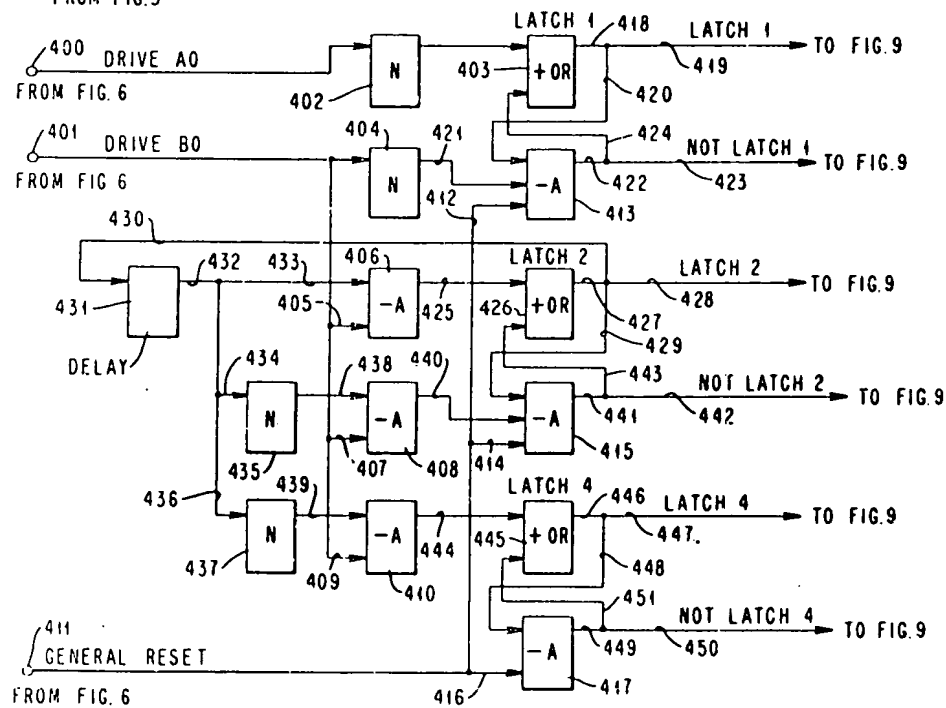 FROM FIG.9
LATCH 1
400
DRIVE A0
N
402
403
+OR
418
LATCH 1
419
TO FIG. 9
420
FROM FIG. 6
401
DRIVE B0
404
N
421
412
424
-A
422
413
NOT LATCH 1
423
TO FIG. 9
FROM FIG 6
430
431
432
433
DELAY
405
406
-A
425
LATCH 2
426
+OR
427
LATCH 2
428
TO FIG. 9
429
434
N
435
438
440
-A
407
408
443
414
-A
441
415
NOT LATCH 2
442
TO FIG. 9
436
N
437
439
-A
409
410
444
LATCH 4
445
+OR
446
LATCH 4
447
TO FIG. 9
448
451
-A
449
417
NOT LATCH 4
450
TO FIG. 9
411
GENERAL RESET
416
FROM FIG. 6